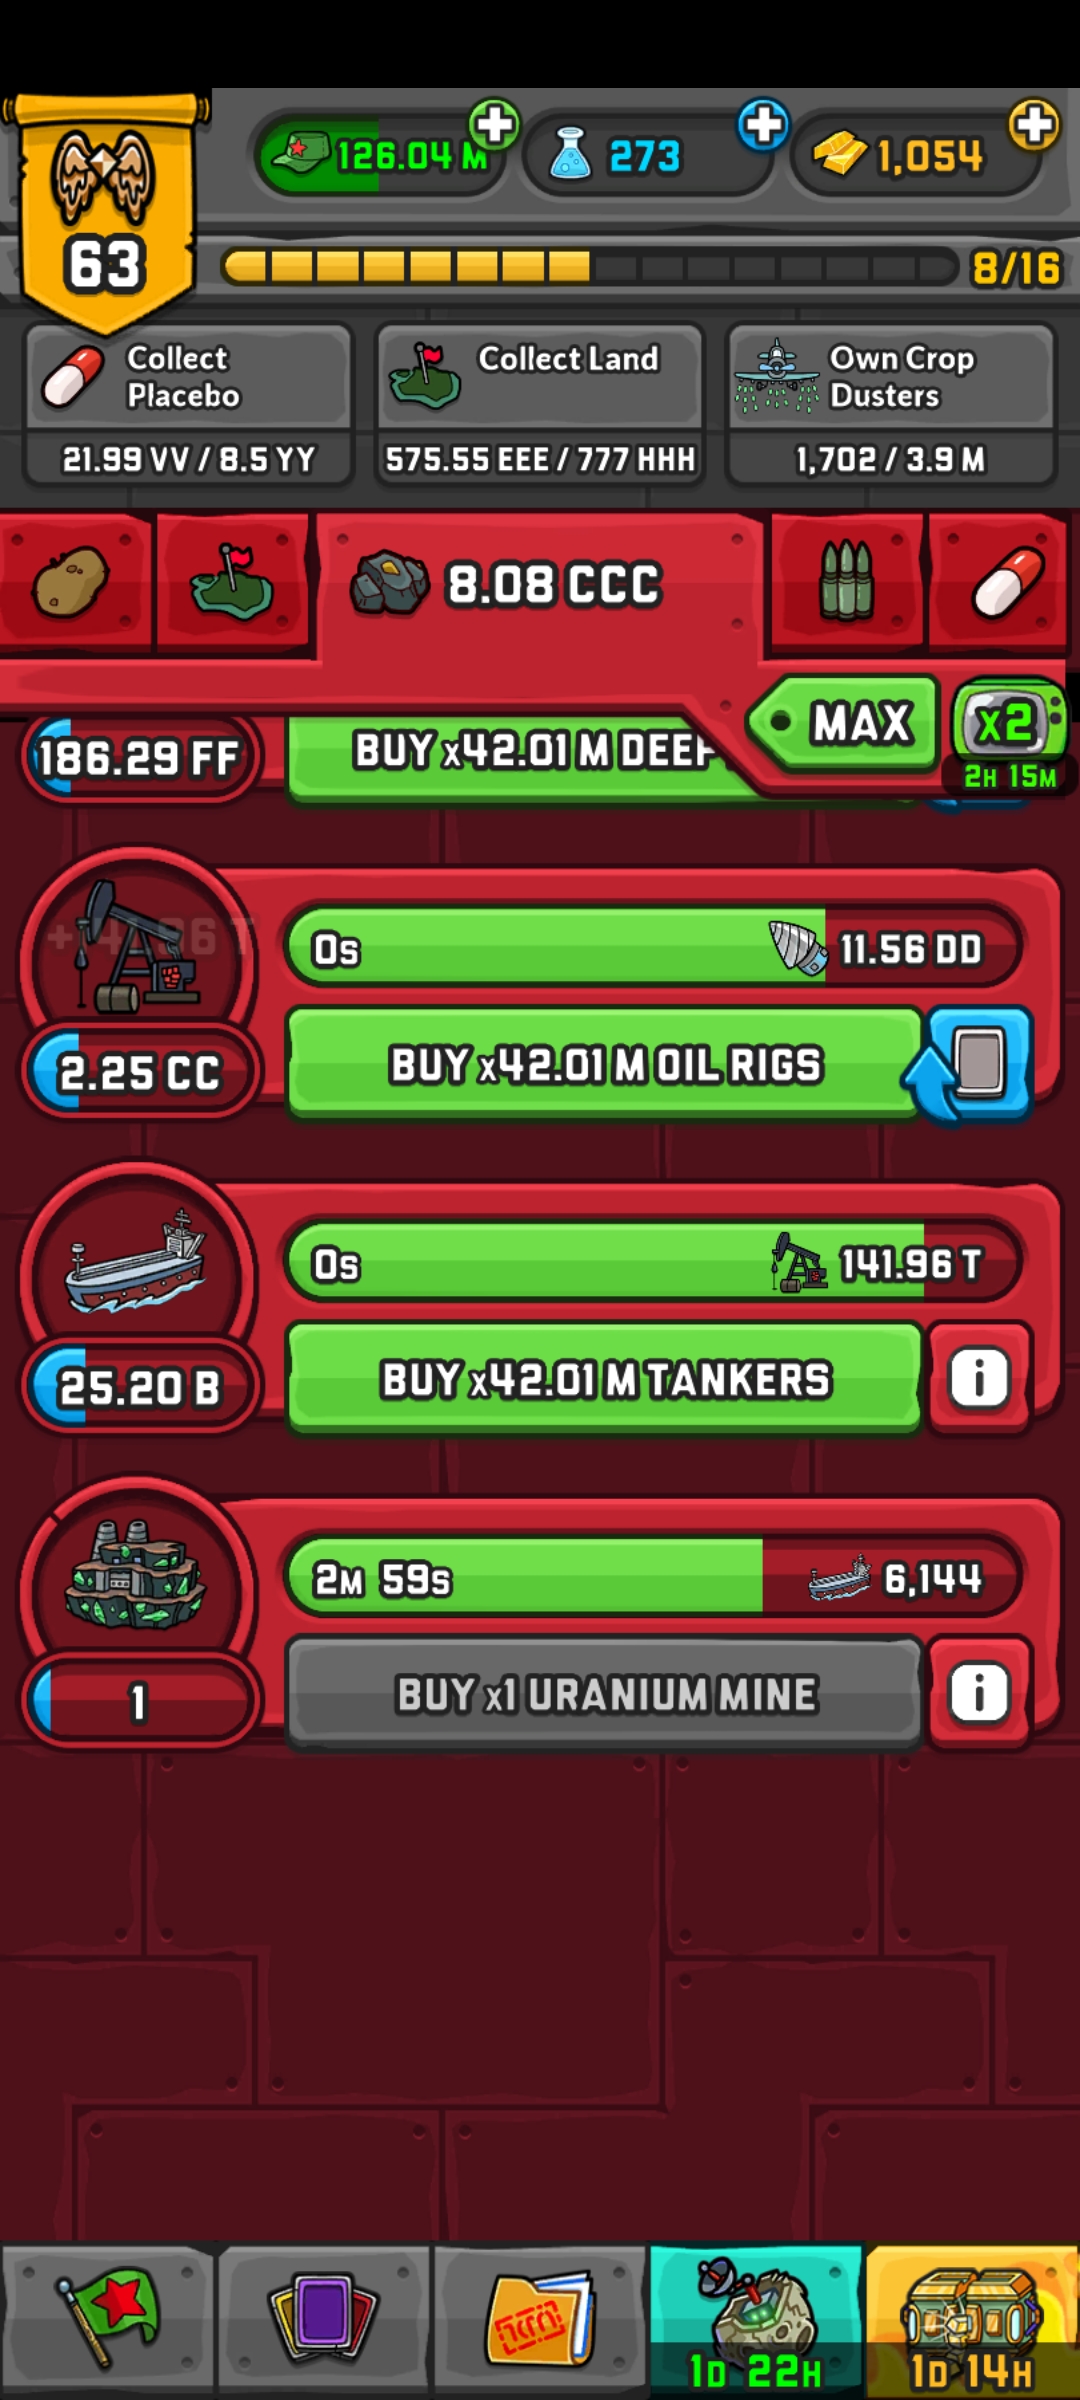 126.04 M
273
1,054
63
8/16
Collect
Placebo
21.99 VV / 8.5 YY
Collect Land
575.55 EEE / 777 HHH
Own Crop
Dusters
1,702 / 3.9 M
8.08 CCC
MAX
x2
2H 15M
186.29 FF
BUY x42.01 M DEEP
0s
11.56 DD
2.25 CC
BUY x42.01 M OIL RIGS
0s
141.96 T
25.20 B
BUY x42.01 M TANKERS
i
2M 59s
6,144
1
BUY x1 URANIUM MINE
i
1D 22H
1D 14H